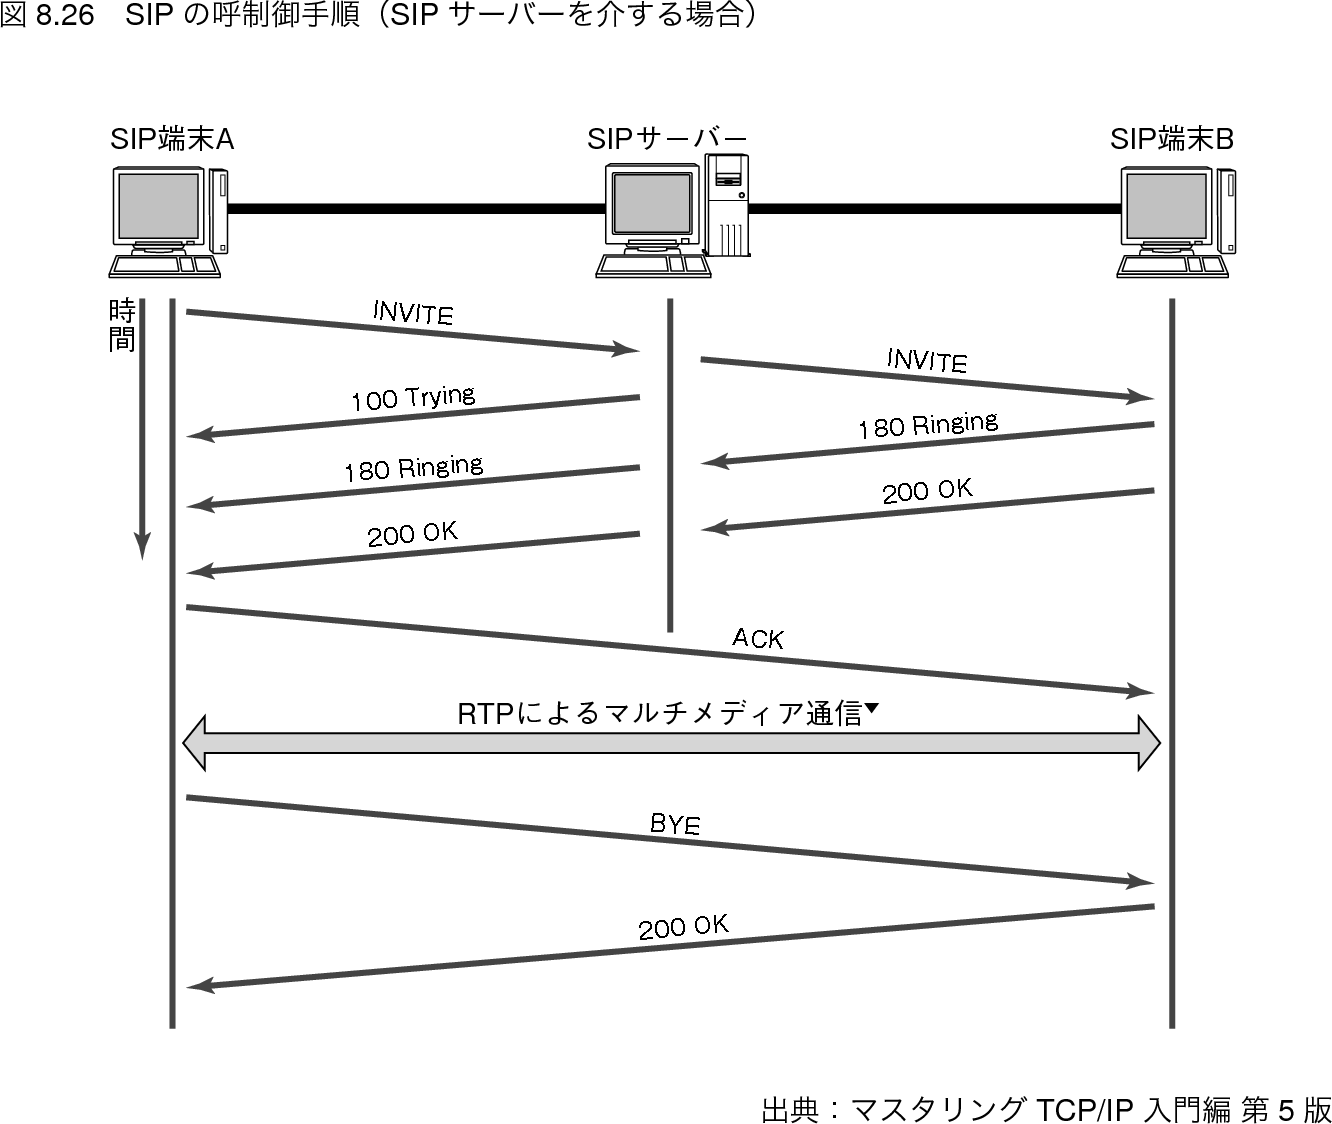 図 8.26　SIP の呼制御手順（SIP サーバーを介する場合）
SIP端末A
SIPサーバー
SIP端末B
時間
INVITE
INVITE
100 Trying
180 Ringing
180 Ringing
200 OK
200 OK
ACK
RTPによるマルチメディア通信▼
BYE
200 OK
出典：マスタリング TCP/IP 入門編 第 5 版